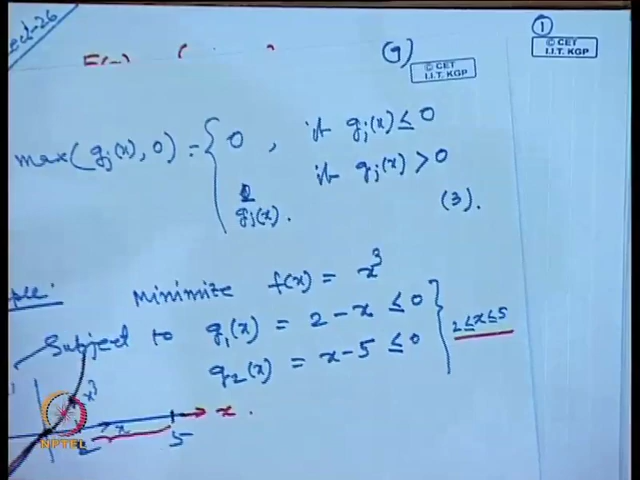 ①
© CET
I.I.T. KGP
⑨
© CET
I.I.T. KGP
max(gj(x), 0) = { 0 , if gj(x) ≤ 0
gj(x). if gj(x) > 0
(3).
Minimize f(x) = x³
Subject to g₁(x) = 2 - x ≤ 0
g₂(x) = x - 5 ≤ 0 } 2 ≤ x ≤ 5
x³
x
x
2
5
NPTEL